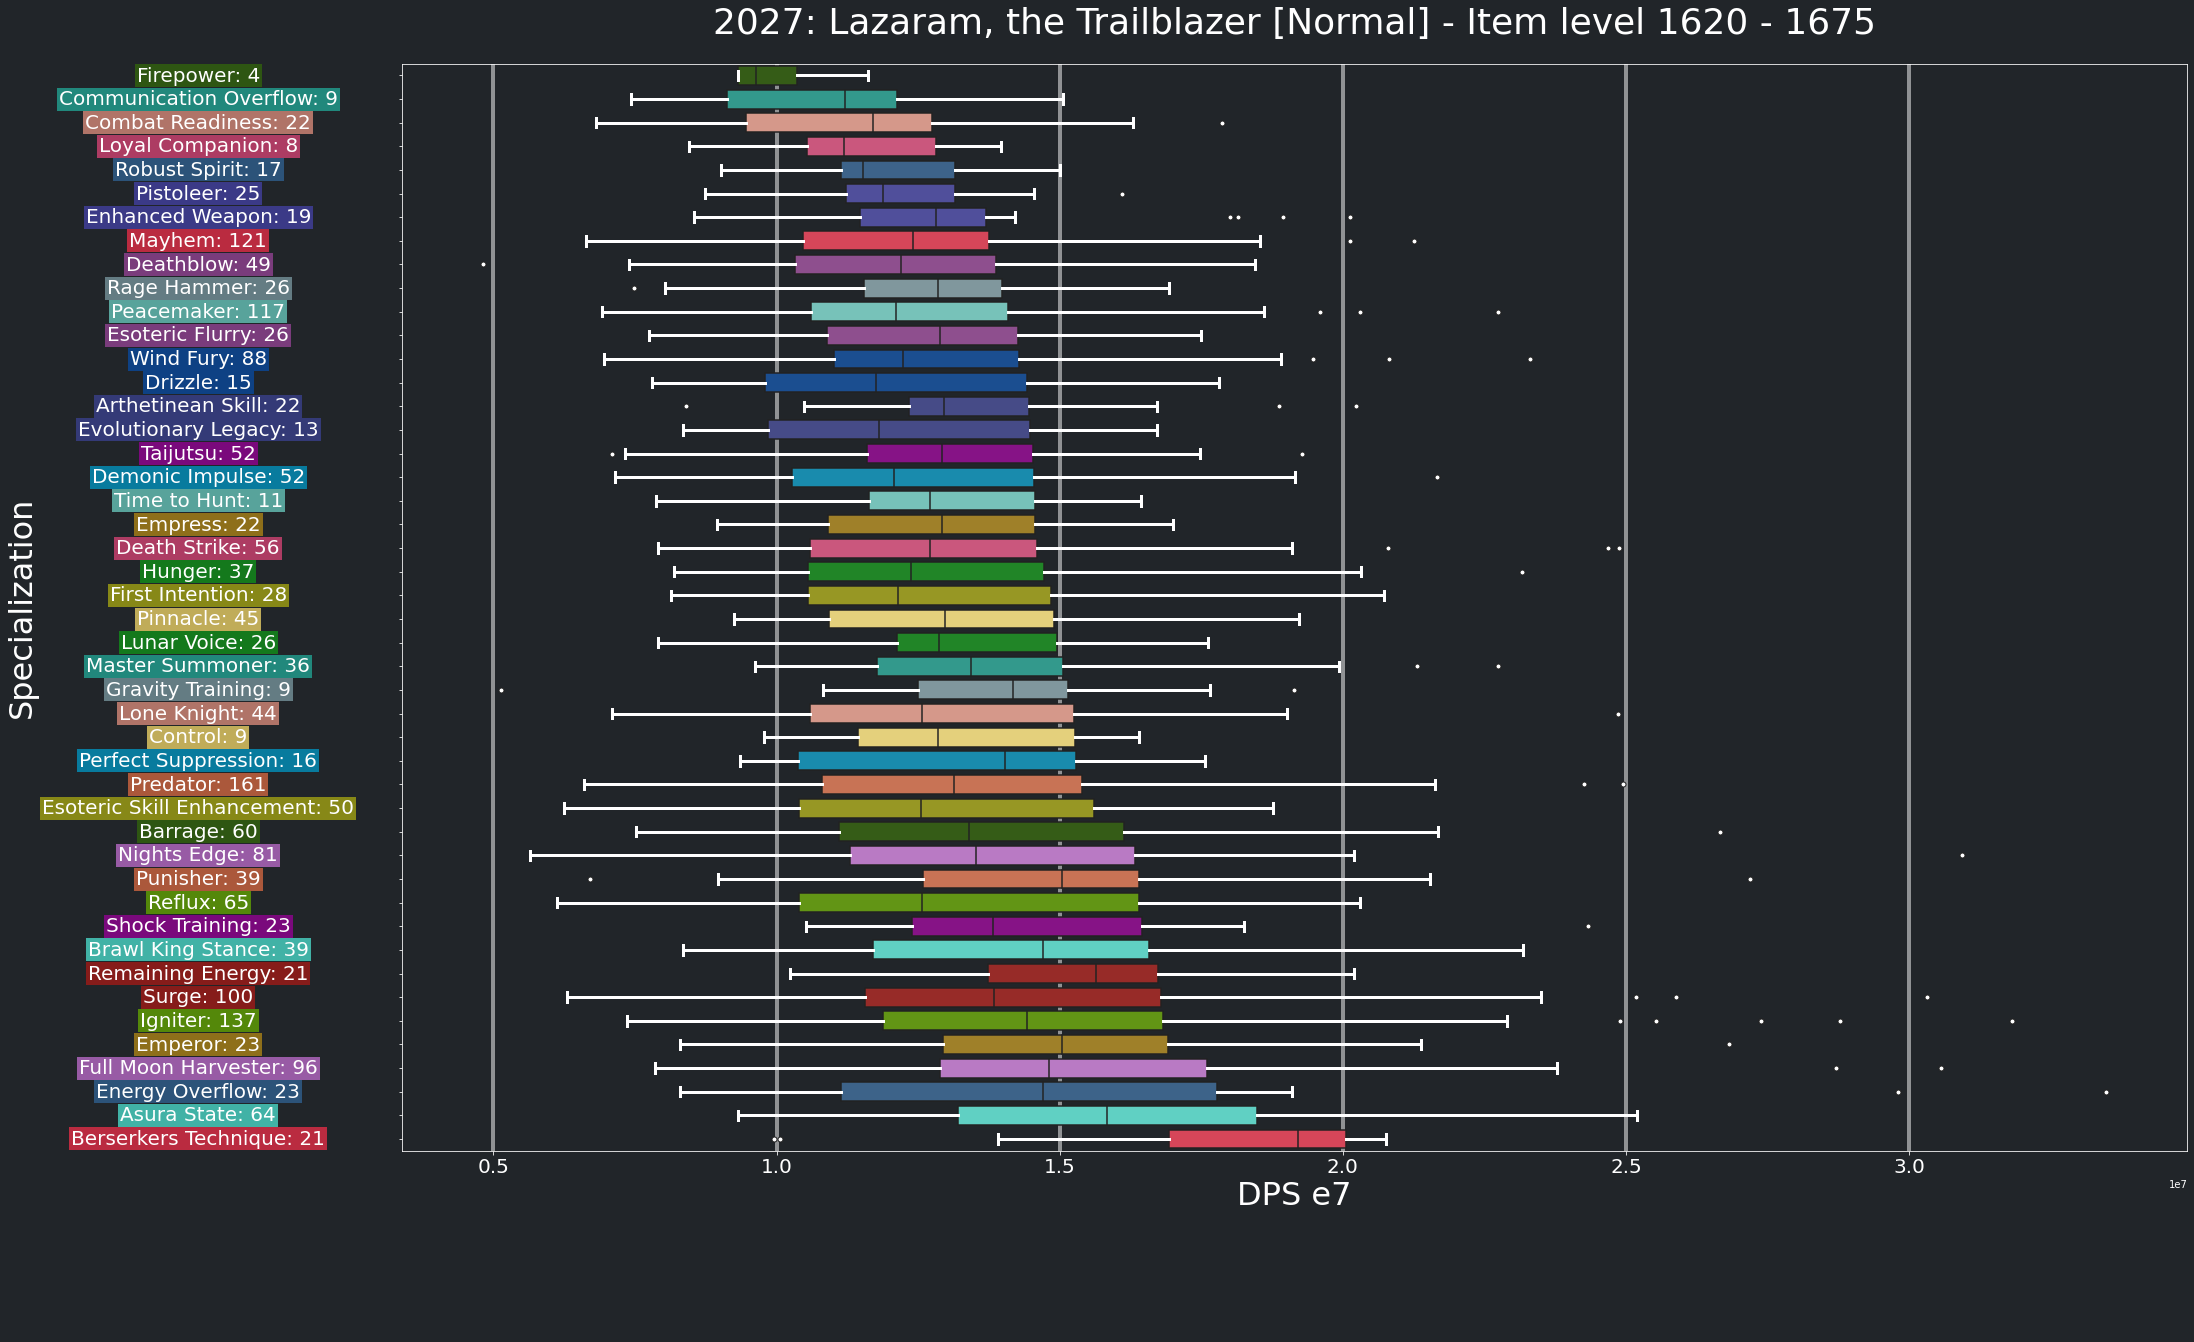 2027: Lazaram, the Trailblazer [Normal] - Item level 1620 - 1675
Specialization
Firepower: 4
Communication Overflow: 9
Combat Readiness: 22
Loyal Companion: 8
Robust Spirit: 17
Pistoleer: 25
Enhanced Weapon: 19
Mayhem: 121
Deathblow: 49
Rage Hammer: 26
Peacemaker: 117
Esoteric Flurry: 26
Wind Fury: 88
Drizzle: 15
Arthetinean Skill: 22
Evolutionary Legacy: 13
Taijutsu: 52
Demonic Impulse: 52
Time to Hunt: 11
Empress: 22
Death Strike: 56
Hunger: 37
First Intention: 28
Pinnacle: 45
Lunar Voice: 26
Master Summoner: 36
Gravity Training: 9
Lone Knight: 44
Control: 9
Perfect Suppression: 16
Predator: 161
Esoteric Skill Enhancement: 50
Barrage: 60
Nights Edge: 81
Punisher: 39
Reflux: 65
Shock Training: 23
Brawl King Stance: 39
Remaining Energy: 21
Surge: 100
Igniter: 137
Emperor: 23
Full Moon Harvester: 96
Energy Overflow: 23
Asura State: 64
Berserkers Technique: 21
0.5 1.0 1.5 2.0 2.5 3.0
DPS e7
1e7